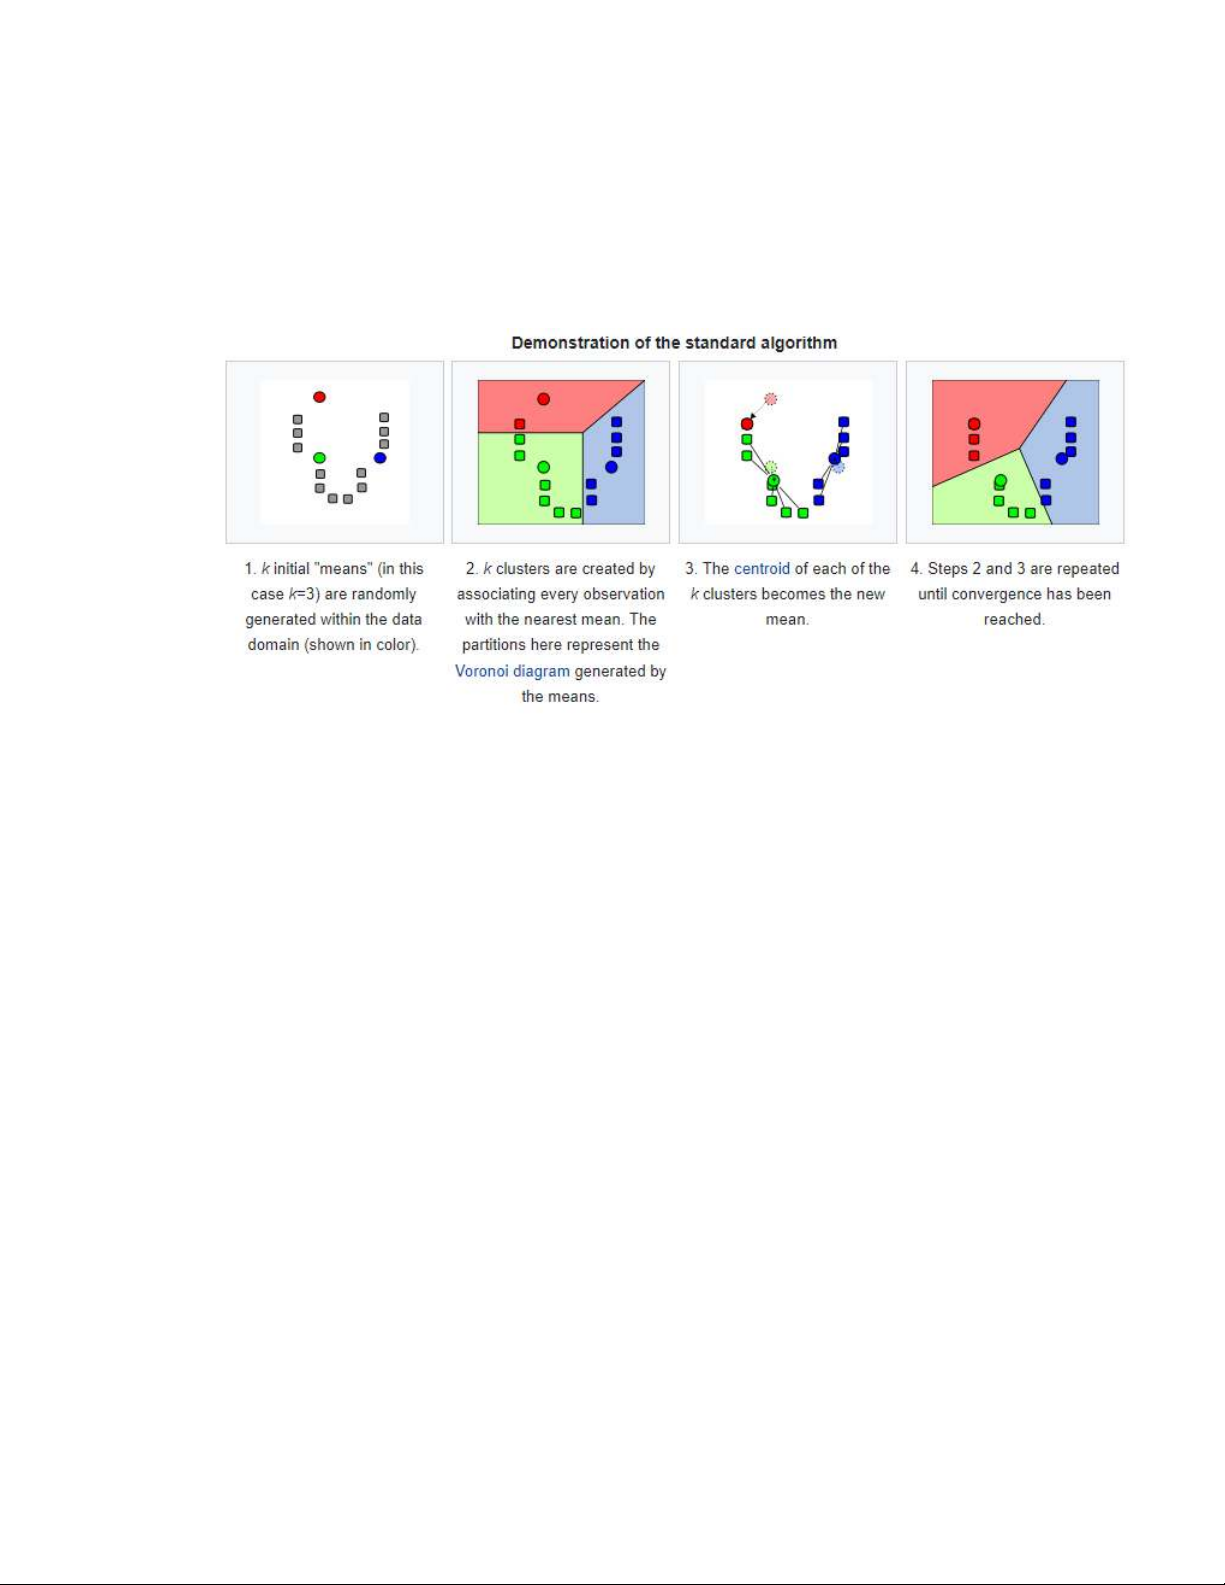 Demonstration of the standard algorithm
1. k initial "means" (in this
case k=3) are randomly
generated within the data
domain (shown in color).
2. k clusters are created by
associating every observation
with the nearest mean. The
partitions here represent the
Voronoi diagram generated by
the means.
3. The centroid of each of the
k clusters becomes the new
mean.
4. Steps 2 and 3 are repeated
until convergence has been
reached.